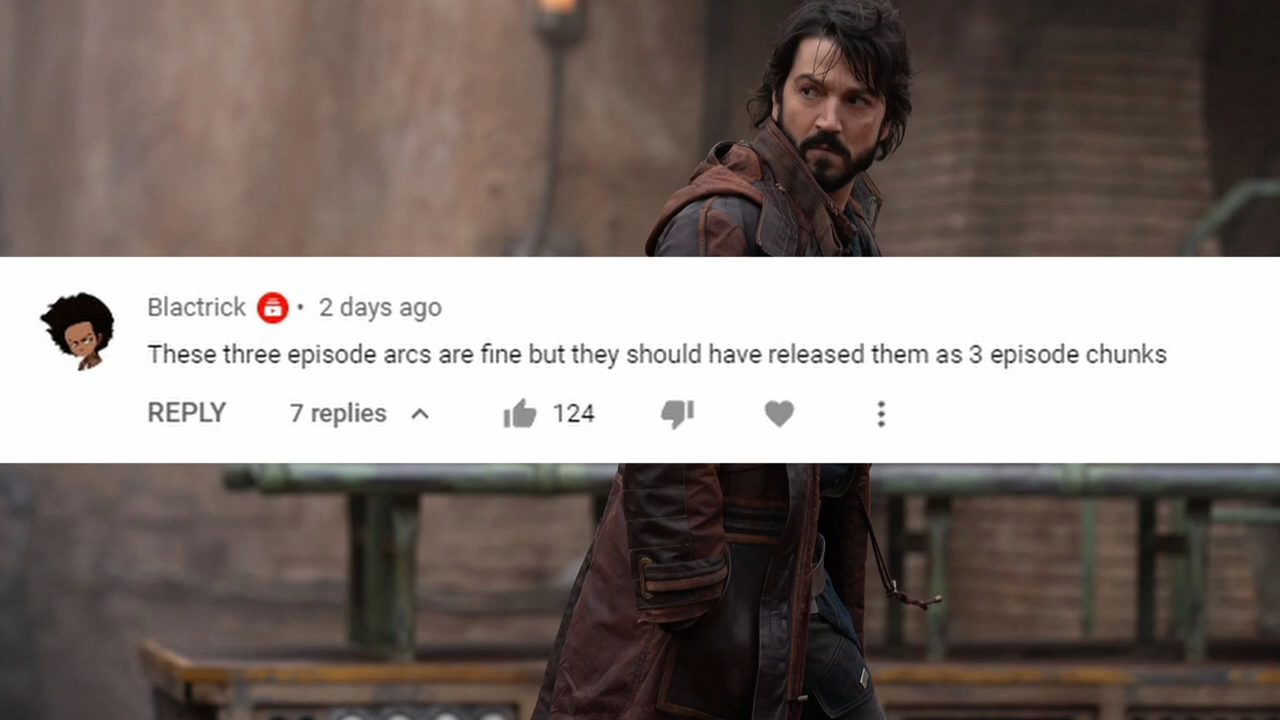 Blactrick • 2 days ago
These three episode arcs are fine but they should have released them as 3 episode chunks
REPLY 7 replies 124